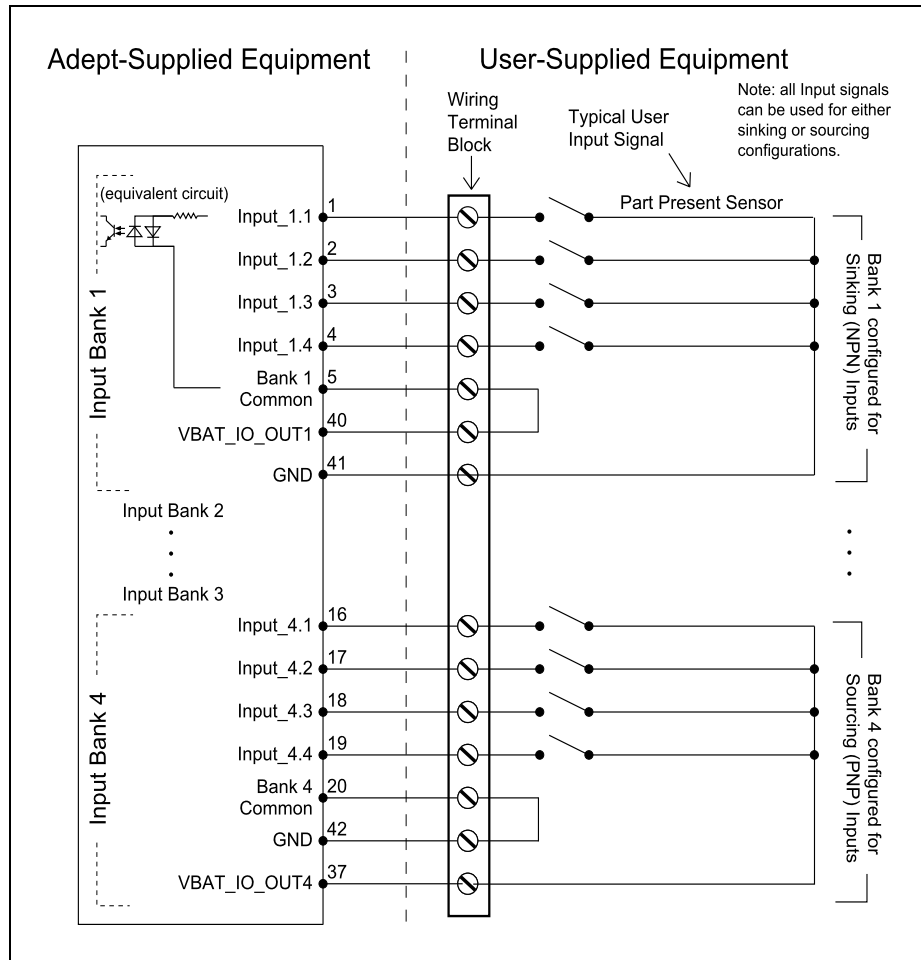 Adept-Supplied Equipment
User-Supplied Equipment
Note: all Input signals
can be used for either
sinking or sourcing
configurations.
Wiring
Terminal
Block
Typical User
Input Signal
Part Present Sensor
(equivalent circuit)
Input Bank 1
Input_1.1
1
Input_1.2
2
Input_1.3
3
Input_1.4
4
Bank 1
Common
5
VBAT_IO_OUT1
40
GND
41
Bank 1 configured for
Sinking (NPN) Inputs
Input Bank 2
Input Bank 3
Input Bank 4
Input_4.1
16
Input_4.2
17
Input_4.3
18
Input_4.4
19
Bank 4
Common
20
GND
42
VBAT_IO_OUT4
37
Bank 4 configured for
Sourcing (PNP) Inputs